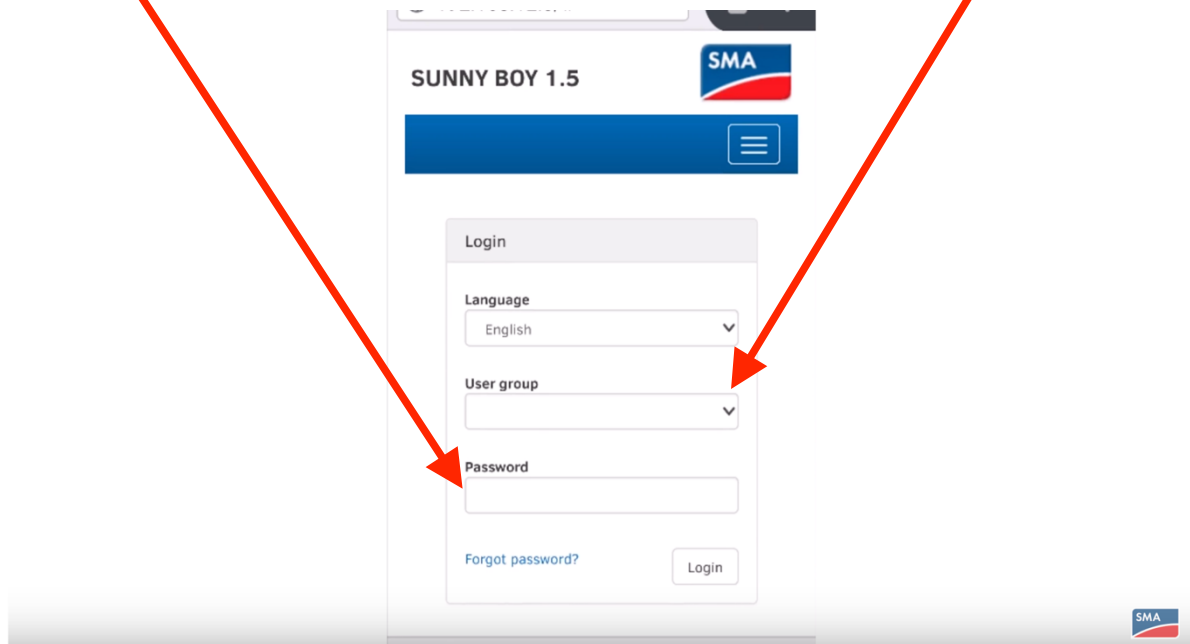 SUNNY BOY 1.5
SMA
Login
Language
English
User group
Password
Forgot password?
Login
SMA